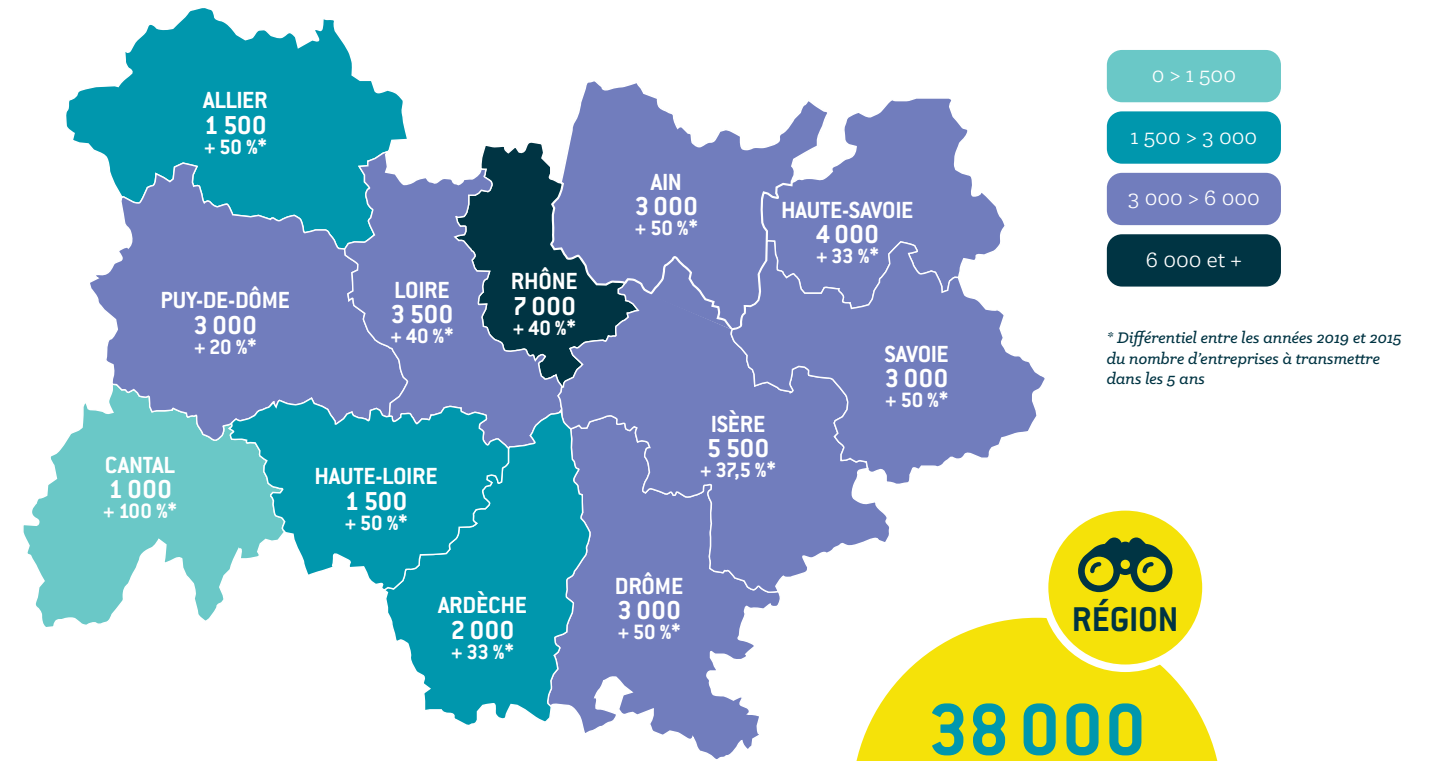 ALLIER
1 500
+ 50 %*
AIN
3 000
+ 50 %*
HAUTE-SAVOIE
4 000
+ 33 %*
PUY-DE-DÔME
3 000
+ 20 %*
LOIRE
3 500
+ 40 %*
RHÔNE
7 000
+ 40 %*
SAVOIE
3 000
+ 50 %*
ISÈRE
5 500
+ 37,5 %*
CANTAL
1 000
+ 100 %*
HAUTE-LOIRE
1 500
+ 50 %*
ARDÈCHE
2 000
+ 33 %*
DRÔME
3 000
+ 50 %*
0 > 1 500
1 500 > 3 000
3 000 > 6 000
6 000 et +
* Différentiel entre les années 2019 et 2015
du nombre d'entreprises à transmettre
dans les 5 ans
RÉGION
38 000